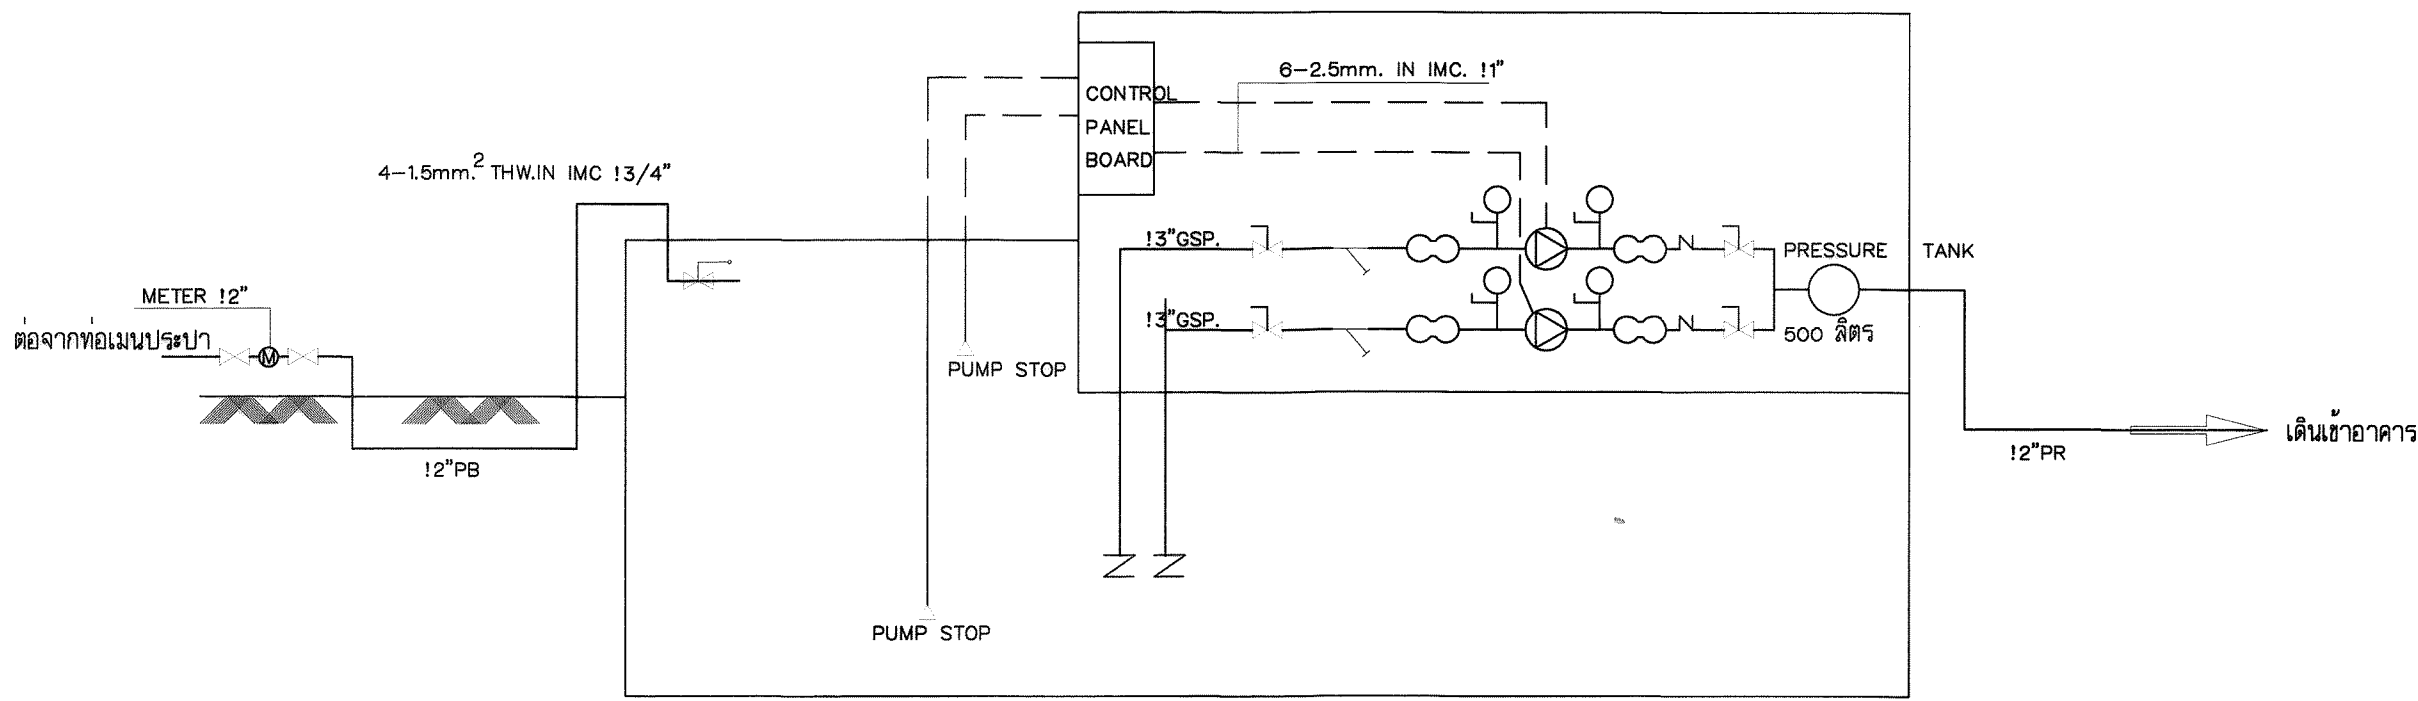 6-2.5mm. IN IMC. !1"
CONTROL
PANEL
BOARD
4-1.5mm.² THW.IN IMC !3/4"
!3"GSP.
PRESSURE TANK
METER !2"
!3"GSP.
ต่อจากท่อเมนประปา
500 ลิตร
M
PUMP STOP
เดินเข้าอาคาร
!2"PB
!2"PR
PUMP STOP